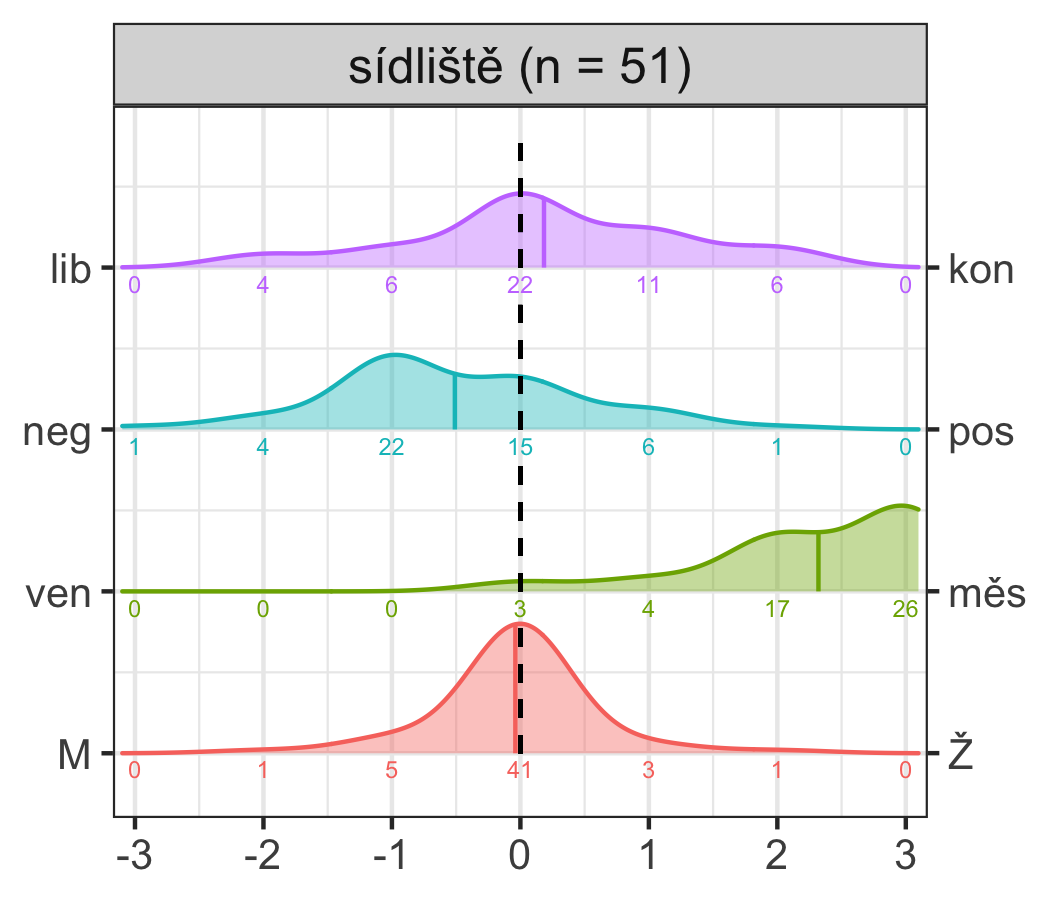 sídliště (n = 51)
lib kon
0 4 6 22 11 6 0
neg pos
1 4 22 15 6 1 0
ven měs
0 0 0 3 4 17 26
M Ž
0 1 5 41 3 1 0
-3 -2 -1 0 1 2 3